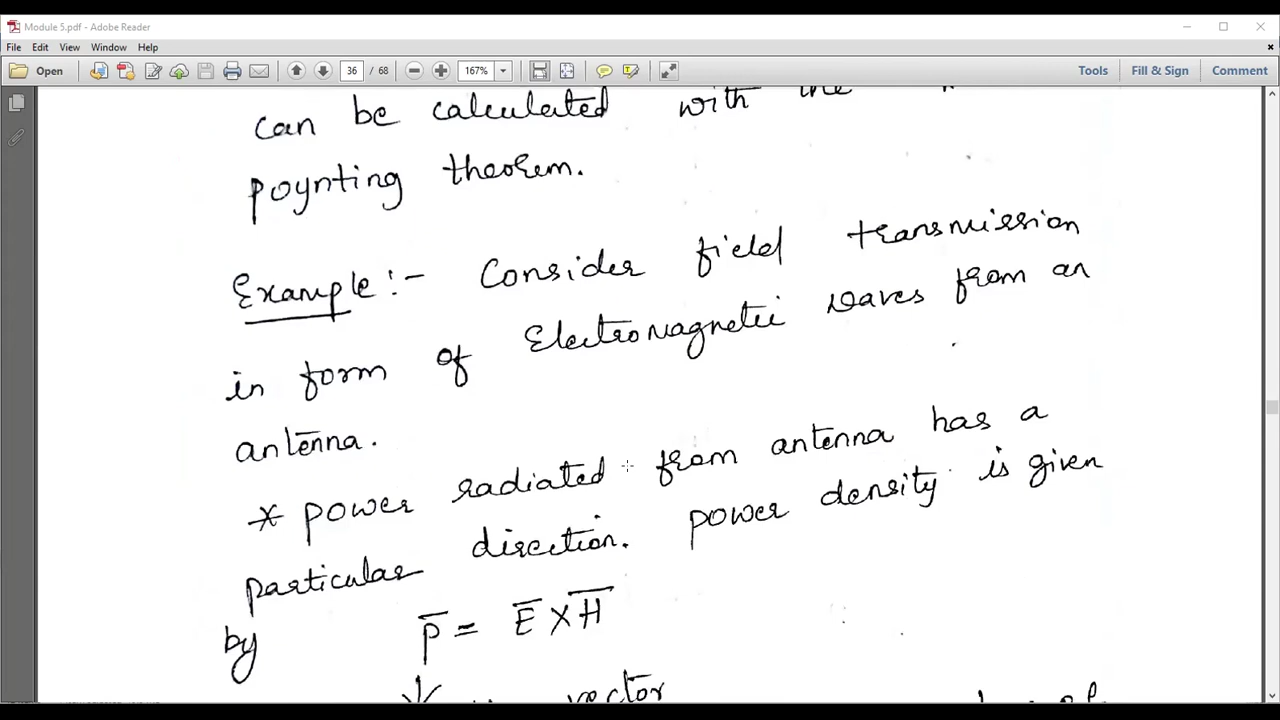 Module 5.pdf - Adobe Reader
File Edit View Window Help
Open 36 / 68 167% Tools Fill & Sign Comment
can be calculated with the
poynting theorem.
Example :- Consider field transmission
in form of Electromagnetic waves from an
antenna.
* power radiated from antenna has a
particular direction. power density is given
by P̅ = E̅ X H̅
vector